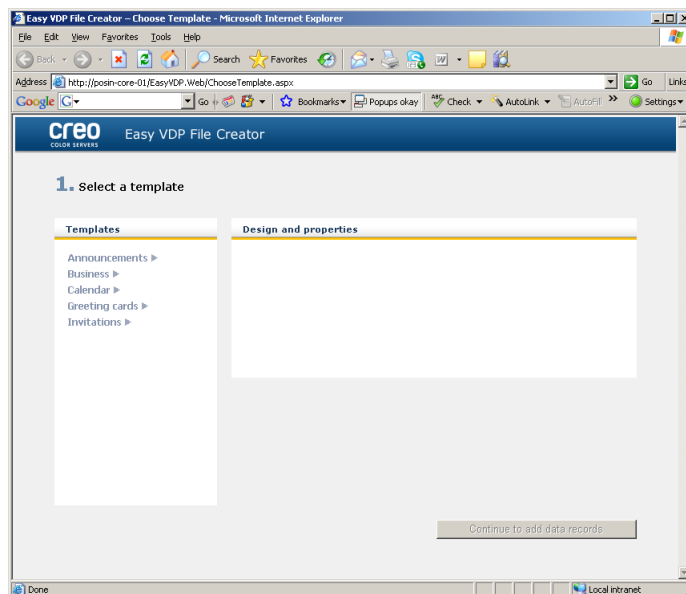 Easy VDP File Creator – Choose Template - Microsoft Internet Explorer
File Edit View Favorites Tools Help
Back Search Favorites
Address http://posin-core-01/EasyVDP.Web/ChooseTemplate.aspx Go Links
Google G Go Bookmarks Popups okay ABC Check AutoLink AutoFill Settings
creo Easy VDP File Creator
COLOR SERVERS
1. Select a template
Templates Design and properties
Announcements
Business
Calendar
Greeting cards
Invitations
Continue to add data records
Done Local intranet